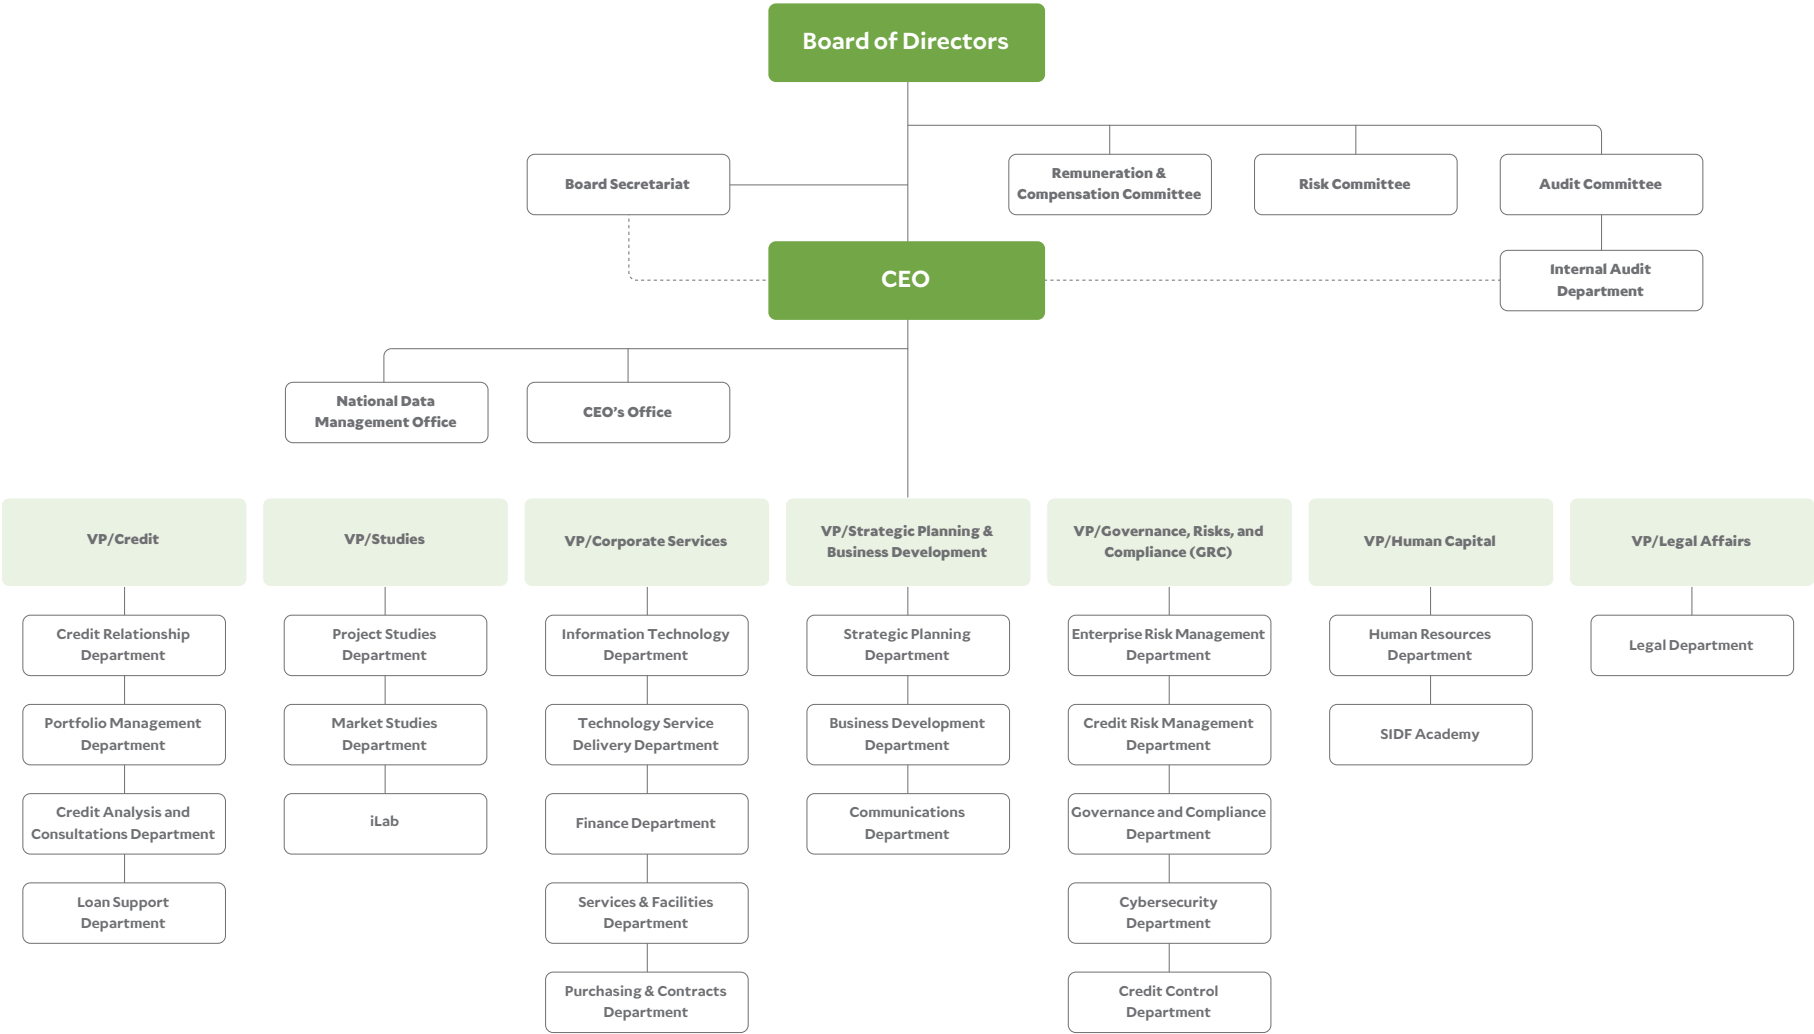 Board of Directors
Board Secretariat
Remuneration &
Compensation Committee
Risk Committee
Audit Committee
CEO
Internal Audit
Department
National Data
Management Office
CEO's Office
VP/Credit
Credit Relationship
Department
Portfolio Management
Department
Credit Analysis and
Consultations Department
Loan Support
Department
VP/Studies
Project Studies
Department
Market Studies
Department
iLab
VP/Corporate Services
Information Technology
Department
Technology Service
Delivery Department
Finance Department
Services & Facilities
Department
Purchasing & Contracts
Department
VP/Strategic Planning &
Business Development
Strategic Planning
Department
Business Development
Department
Communications
Department
VP/Governance, Risks, and
Compliance (GRC)
Enterprise Risk Management
Department
Credit Risk Management
Department
Governance and Compliance
Department
Cybersecurity
Department
Credit Control
Department
VP/Human Capital
Human Resources
Department
SIDF Academy
VP/Legal Affairs
Legal Department